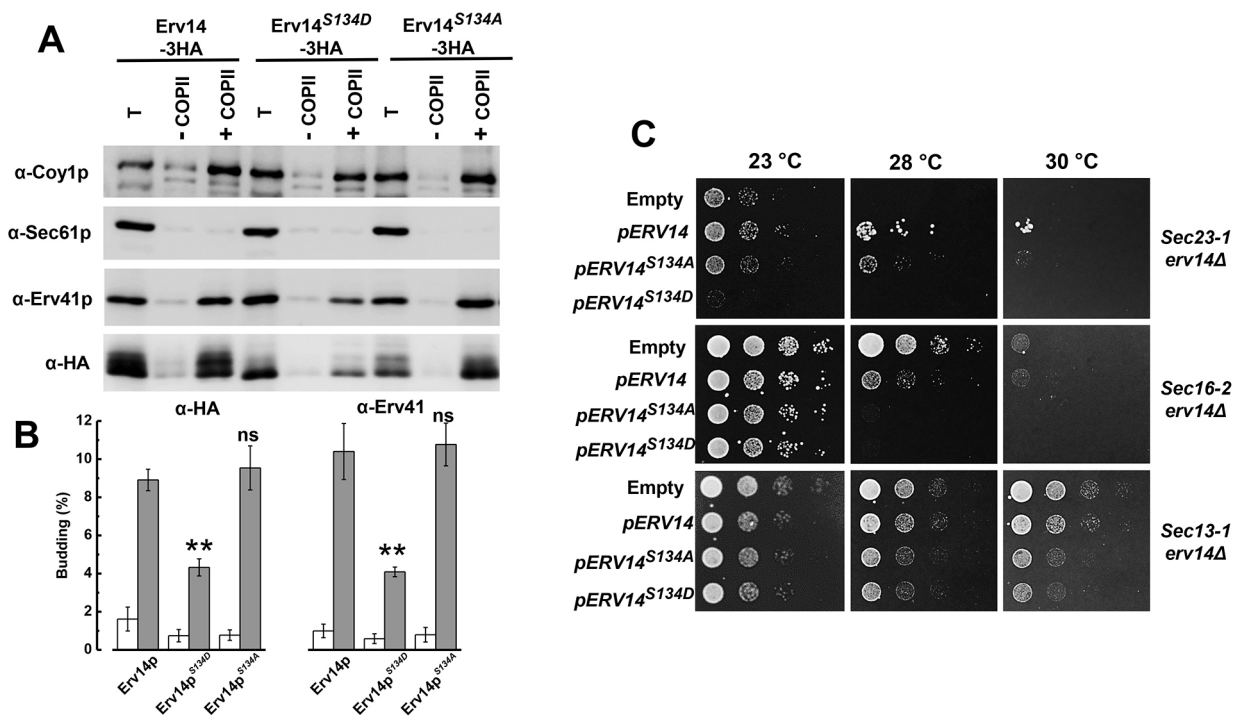 A
Erv14
-3HA
Erv14S134D
-3HA
Erv14S134A
-3HA
T
- COPII
+ COPII
T
- COPII
+ COPII
T
- COPII
+ COPII
α-Coy1p
α-Sec61p
α-Erv41p
α-HA
B
α-HA
α-Erv41
Budding (%)
12
10
8
6
4
2
0
**
ns
**
ns
Erv14p
Erv14pS134D
Erv14pS134A
Erv14p
Erv14pS134D
Erv14pS134A
C
23 °C
28 °C
30 °C
Empty
pERV14
pERV14S134A
pERV14S134D
Sec23-1
erv14Δ
Empty
pERV14
pERV14S134A
pERV14S134D
Sec16-2
erv14Δ
Empty
pERV14
pERV14S134A
pERV14S134D
Sec13-1
erv14Δ